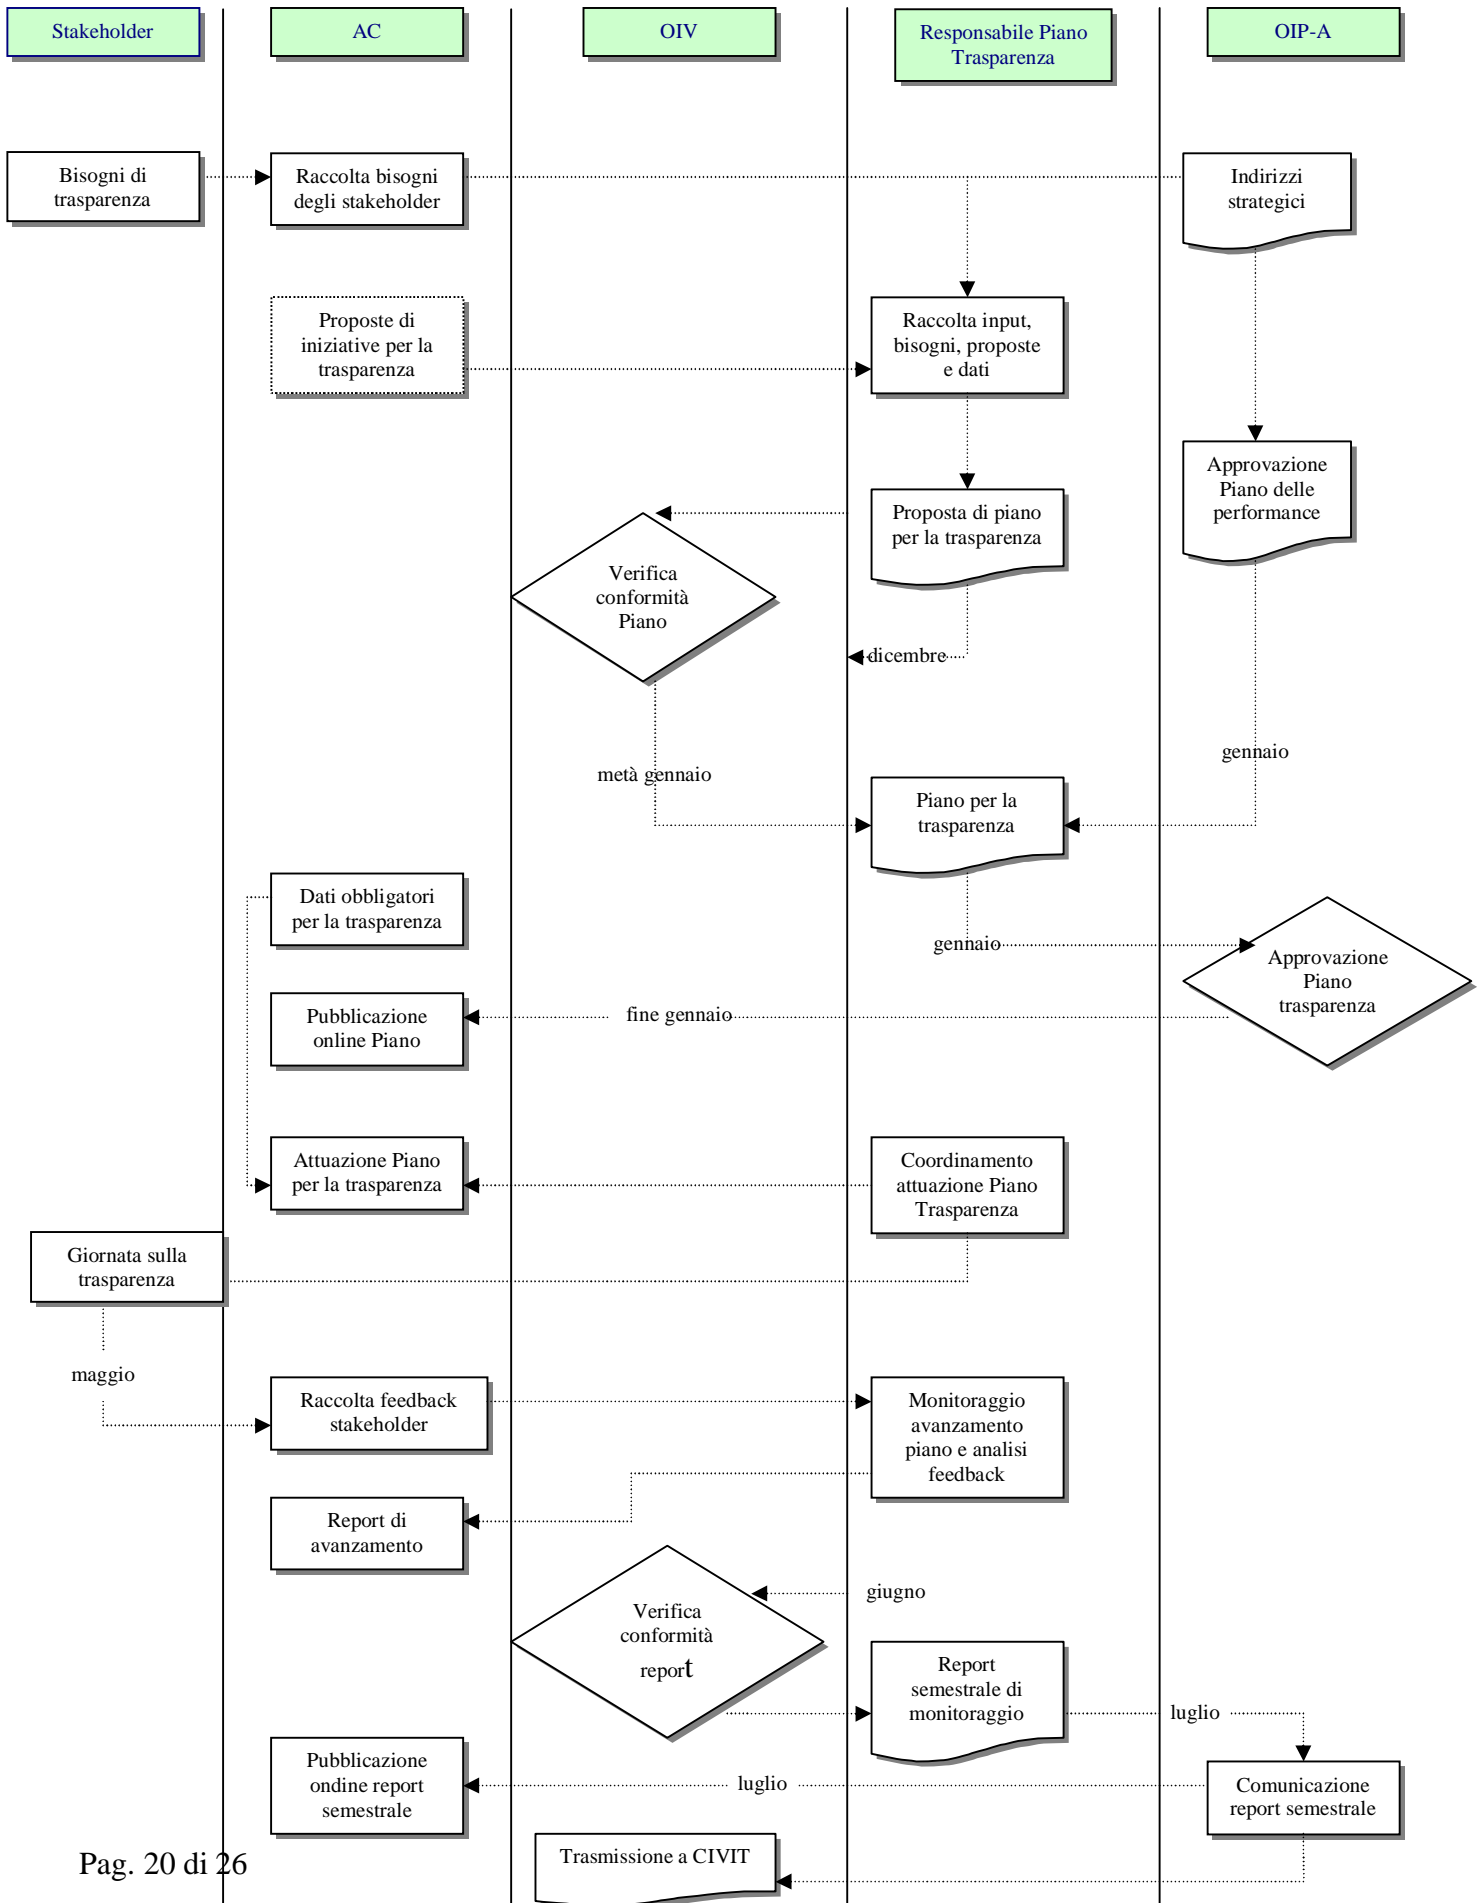 Stakeholder
AC
OIV
Responsabile Piano
Trasparenza
OIP-A
Bisogni di
trasparenza
Raccolta bisogni
degli stakeholder
Indirizzi
strategici
Proposte di
iniziative per la
trasparenza
Raccolta input,
bisogni, proposte
e dati
Approvazione
Piano delle
performance
Proposta di piano
per la trasparenza
Verifica
conformità
Piano
dicembre
gennaio
metà gennaio
Piano per la
trasparenza
Dati obbligatori
per la trasparenza
gennaio
Approvazione
Piano
trasparenza
Pubblicazione
online Piano
fine gennaio
Attuazione Piano
per la trasparenza
Coordinamento
attuazione Piano
Trasparenza
Giornata sulla
trasparenza
maggio
Raccolta feedback
stakeholder
Monitoraggio
avanzamento
piano e analisi
feedback
Report di
avanzamento
giugno
Verifica
conformità
report
Report
semestrale di
monitoraggio
luglio
Pubblicazione
ondine report
semestrale
luglio
Comunicazione
report semestrale
Trasmissione a CIVIT
Pag. 20 di 26